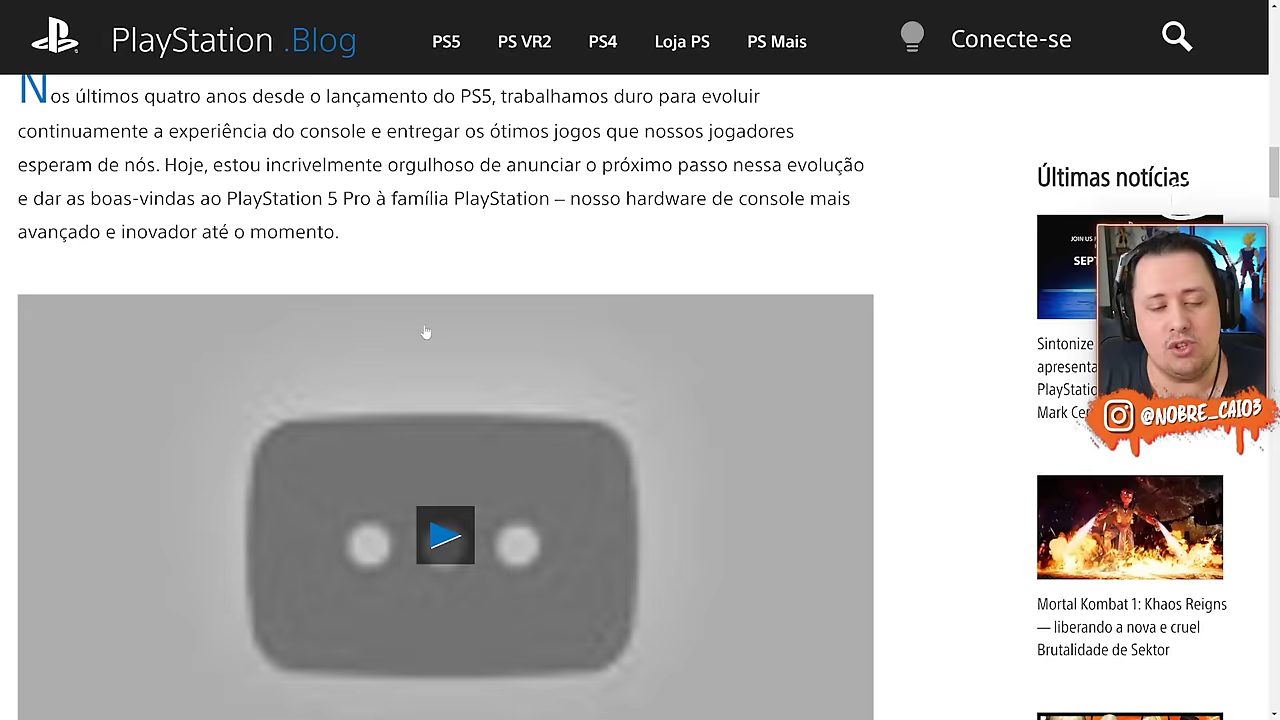 PlayStation .Blog
PS5
PS VR2
PS4
Loja PS
PS Mais
Conecte-se
Nos últimos quatro anos desde o lançamento do PS5, trabalhamos duro para evoluir
continuamente a experiência do console e entregar os ótimos jogos que nossos jogadores
esperam de nós. Hoje, estou incrivelmente orgulhoso de anunciar o próximo passo nessa evolução
e dar as boas-vindas ao PlayStation 5 Pro à família PlayStation – nosso hardware de console mais
avançado e inovador até o momento.
Últimas notícias
JOIN US
SEPT
Sintonize
apresenta
PlayStatio
Mark Cer
@NOBRE_CAIO3
Mortal Kombat 1: Khaos Reigns
— liberando a nova e cruel
Brutalidade de Sektor